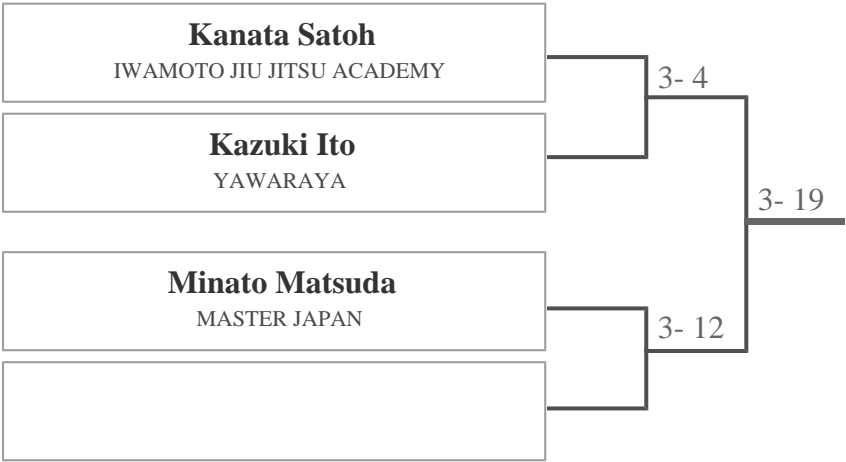 Kanata Satoh
IWAMOTO JIU JITSU ACADEMY
3- 4
Kazuki Ito
YAWARAYA
3- 19
Minato Matsuda
MASTER JAPAN
3- 12